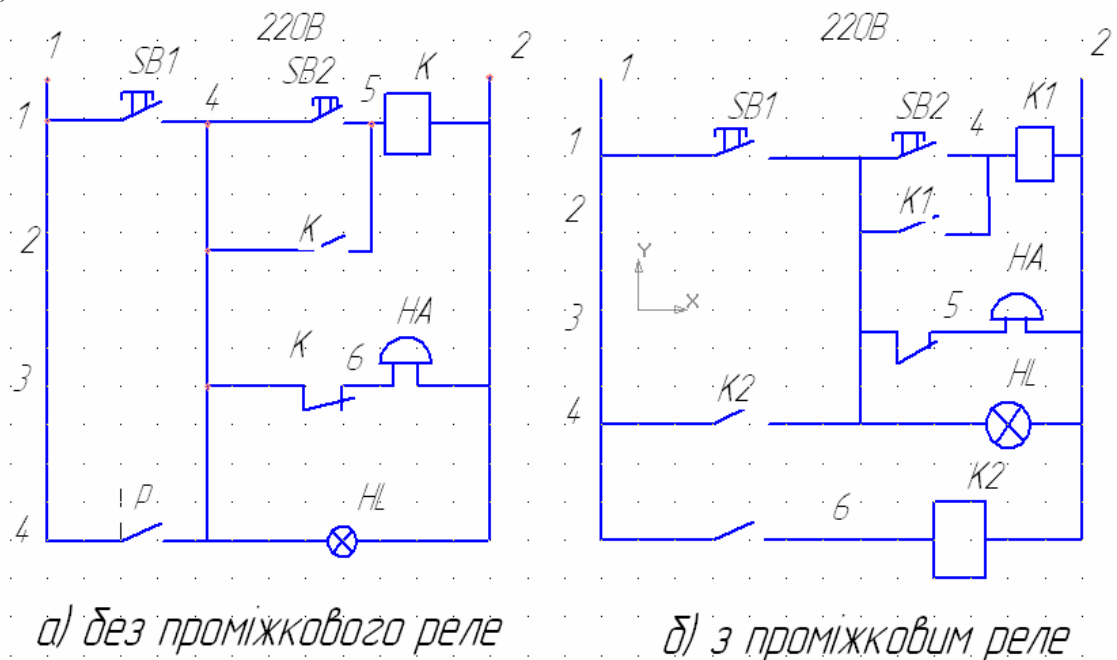 220В
1
2
SB1
SB2
K
4
5
1
K
2
HA
K
6
3
P
HL
4
а) без проміжкового реле
220В
1
2
SB1
SB2
K1
4
1
K1
2
Y
X
HA
5
3
K2
HL
4
K2
6
б) з проміжковим реле